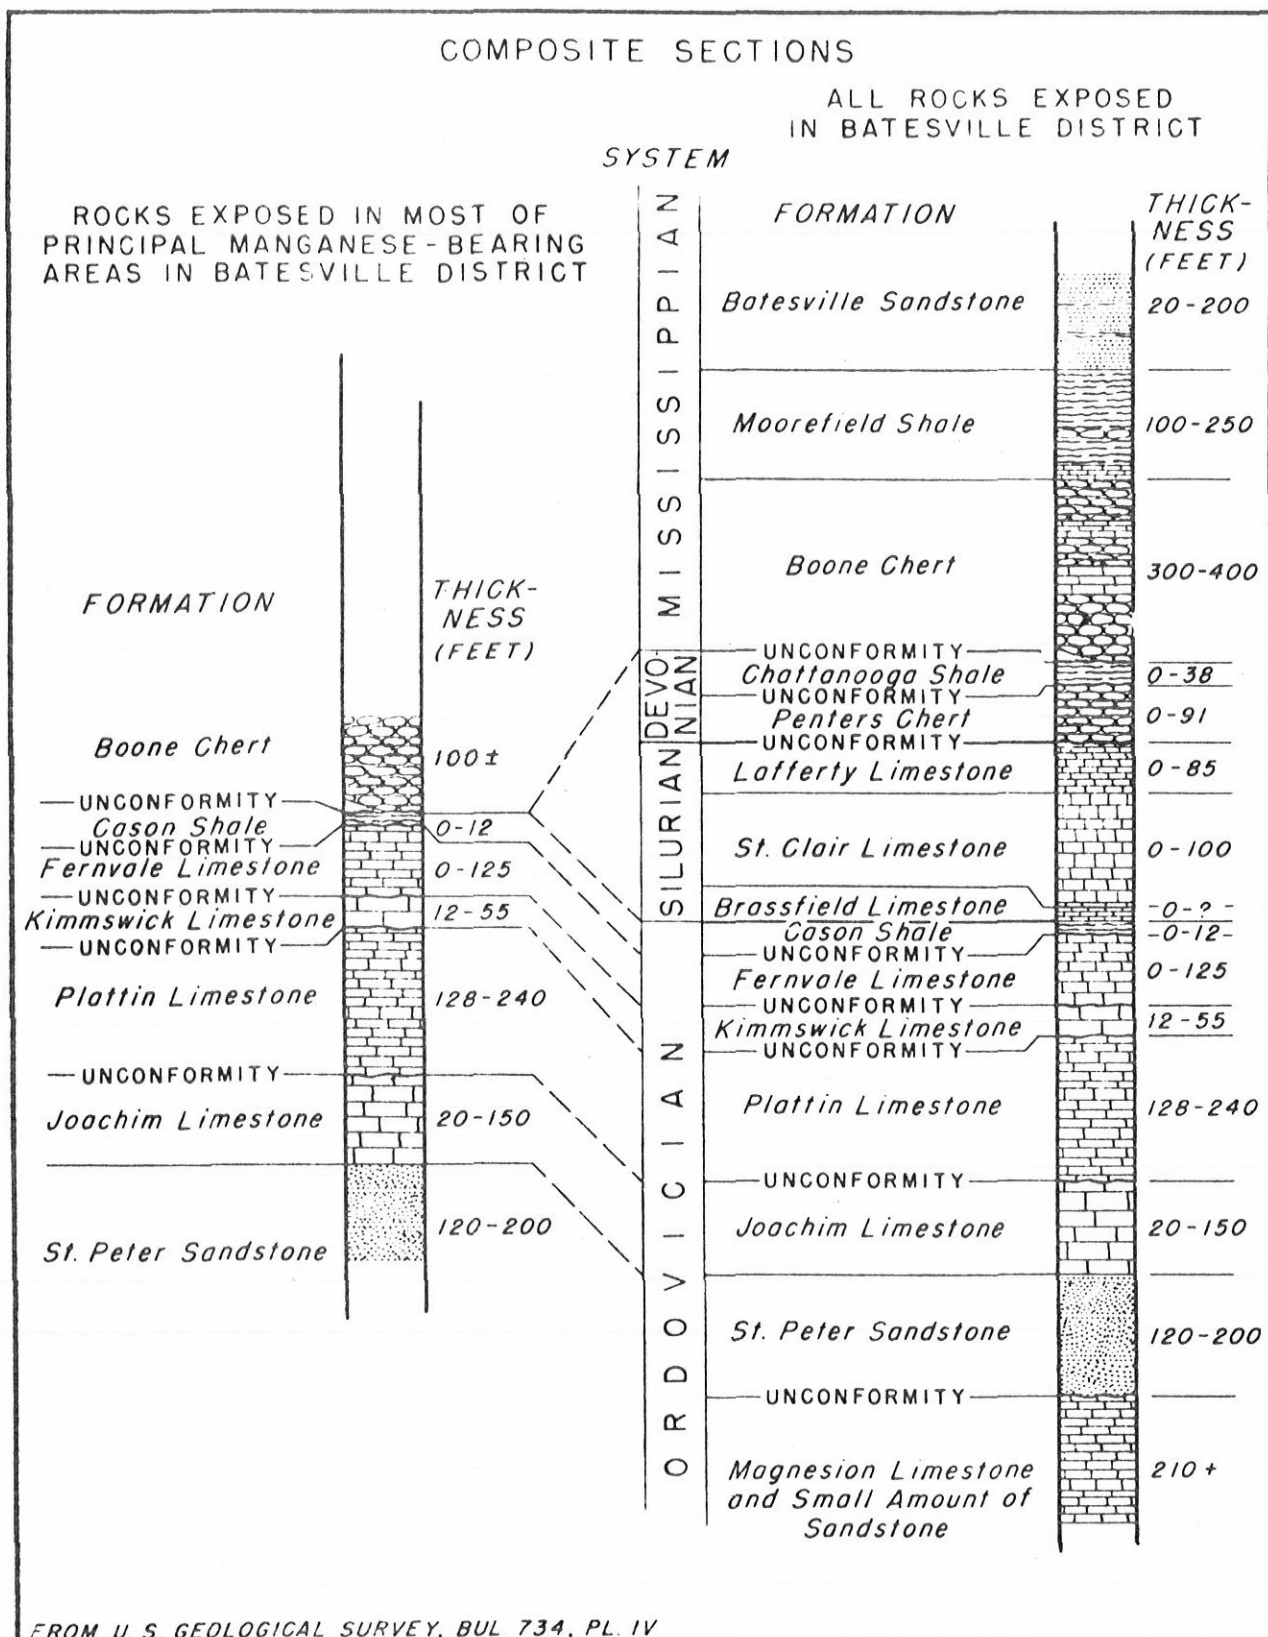 COMPOSITE SECTIONS
ALL ROCKS EXPOSED
IN BATESVILLE DISTRICT
SYSTEM
ROCKS EXPOSED IN MOST OF
PRINCIPAL MANGANESE-BEARING
AREAS IN BATESVILLE DISTRICT
FORMATION
THICK-
NESS
(FEET)
Boone Chert
100 ±
UNCONFORMITY
Cason Shale
0-12
UNCONFORMITY
Fernvale Limestone
0-125
UNCONFORMITY
Kimmswick Limestone
12-55
UNCONFORMITY
Plattin Limestone
128-240
UNCONFORMITY
Joachim Limestone
20-150
St. Peter Sandstone
120-200
MISSISSIPPIAN
DEVO-
NIAN
SILURIAN
ORDOVICIAN
FORMATION
THICK-
NESS
(FEET)
Batesville Sandstone
20-200
Moorefield Shale
100-250
Boone Chert
300-400
UNCONFORMITY
Chattanooga Shale
0-38
UNCONFORMITY
Penters Chert
0-91
UNCONFORMITY
Lafferty Limestone
0-85
St. Clair Limestone
0-100
Brassfield Limestone
-0-?-
Cason Shale
-0-12-
UNCONFORMITY
Fernvale Limestone
0-125
UNCONFORMITY
Kimmswick Limestone
12-55
UNCONFORMITY
Plattin Limestone
128-240
UNCONFORMITY
Joachim Limestone
20-150
St. Peter Sandstone
120-200
UNCONFORMITY
Magnesion Limestone
and Small Amount of
Sandstone
210 +
FROM U. S. GEOLOGICAL SURVEY, BUL. 734, PL. IV